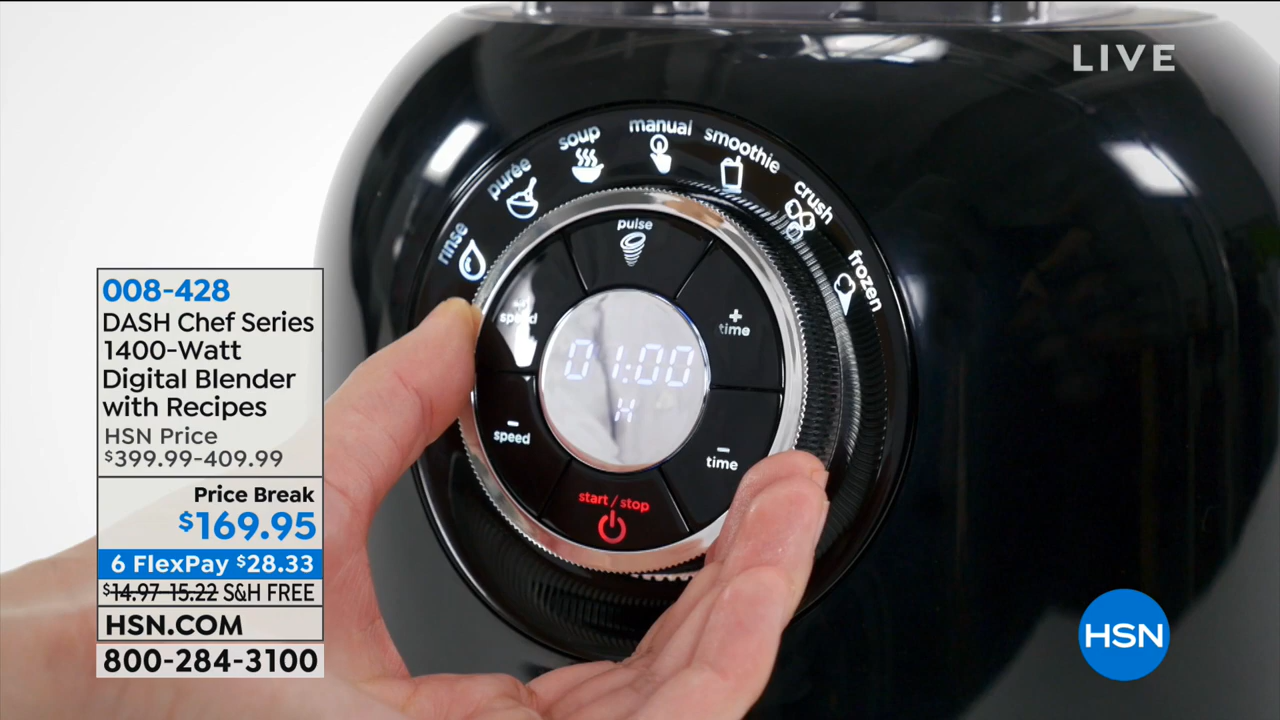 LIVE
rinse
purée
soup
manual
smoothie
crush
frozen
pulse
+
speed
+
time
01:00
H
-
speed
-
time
start/stop
008-428
DASH Chef Series
1400-Watt
Digital Blender
with Recipes
HSN Price
$399.99-409.99
Price Break
$169.95
6 FlexPay $28.33
$14.97-15.22 S&H FREE
HSN.COM
800-284-3100
HSN